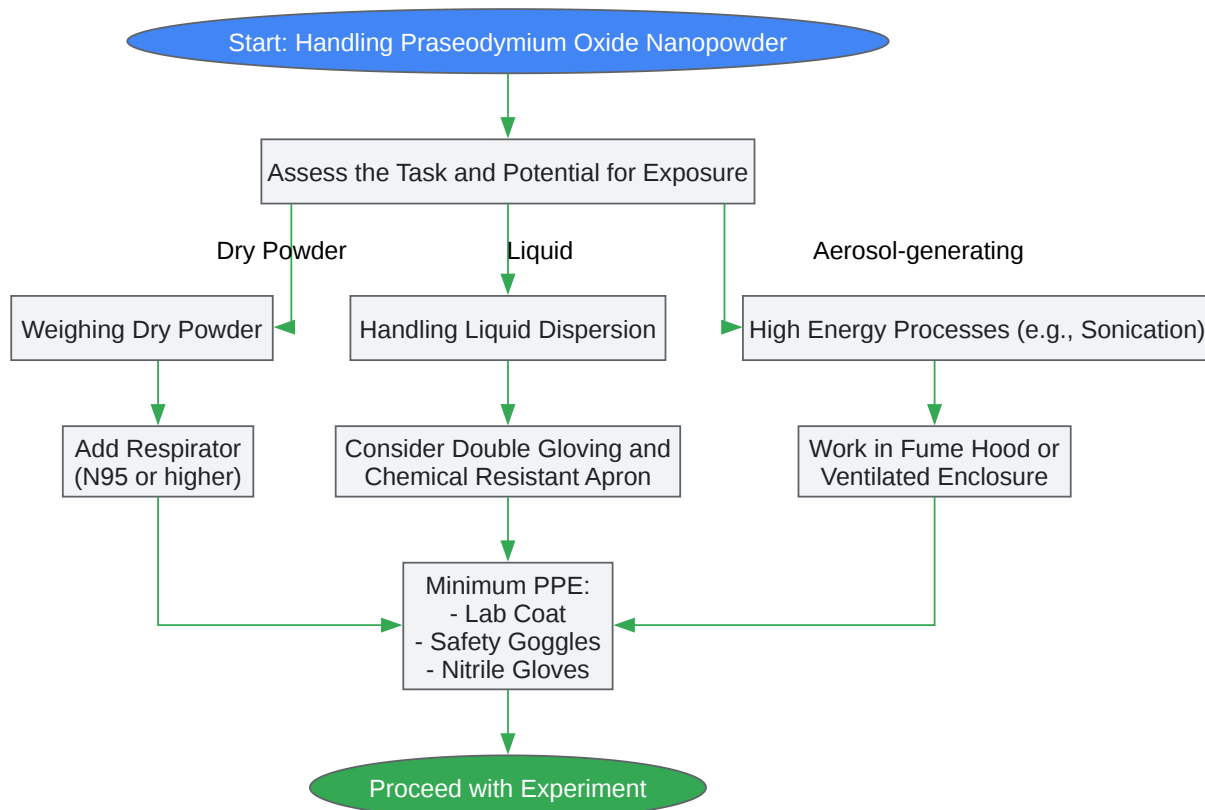 Start: Handling Praseodymium Oxide Nanopowder
Assess the Task and Potential for Exposure
Dry Powder
Liquid
Aerosol-generating
Weighing Dry Powder
Handling Liquid Dispersion
High Energy Processes (e.g., Sonication)
Add Respirator
(N95 or higher)
Consider Double Gloving and
Chemical Resistant Apron
Work in Fume Hood or
Ventilated Enclosure
Minimum PPE:
- Lab Coat
- Safety Goggles
- Nitrile Gloves
Proceed with Experiment